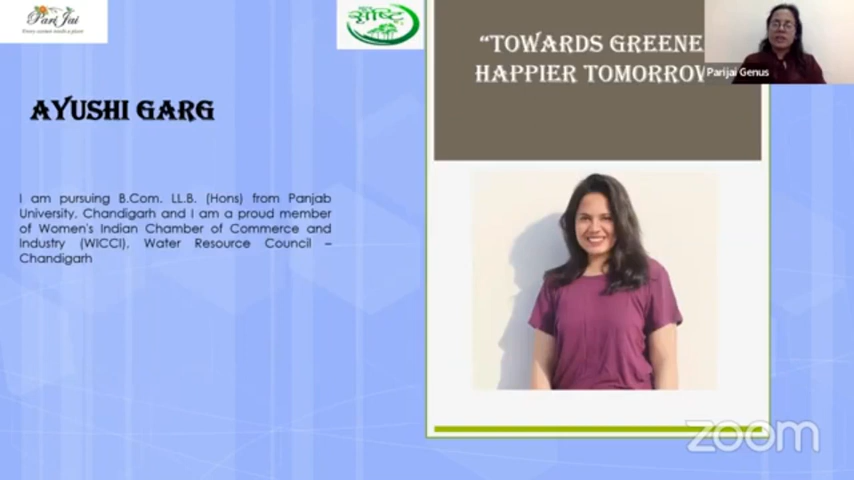 Pari Jai
Every corner needs a plant
सृष्टि
"TOWARDS GREENE
HAPPIER TOMORROW
Parijai Genus
AYUSHI GARG
I am pursuing B.Com. LL.B. (Hons) from Panjab
University, Chandigarh and I am a proud member
of Women's Indian Chamber of Commerce and
Industry (WICCI), Water Resource Council –
Chandigarh
zoom